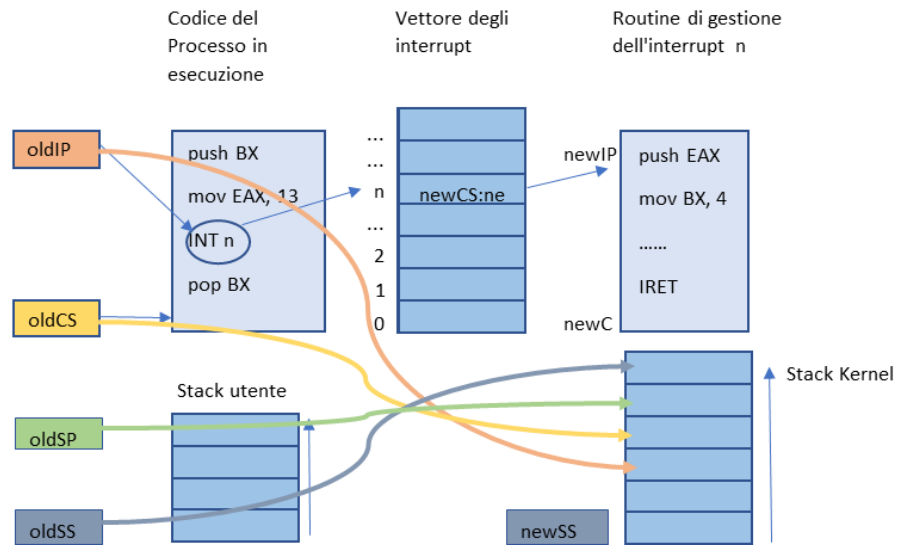 Codice del
Processo in
esecuzione
Vettore degli
interrupt
Routine di gestione
dell'interrupt n
oldIP
push BX
mov EAX, 13
INT n
pop BX
oldCS
...
...
n
...
2
1
0
newCS:ne
newIP
push EAX
mov BX, 4
......
IRET
newC
Stack utente
Stack Kernel
oldSP
oldSS
newSS